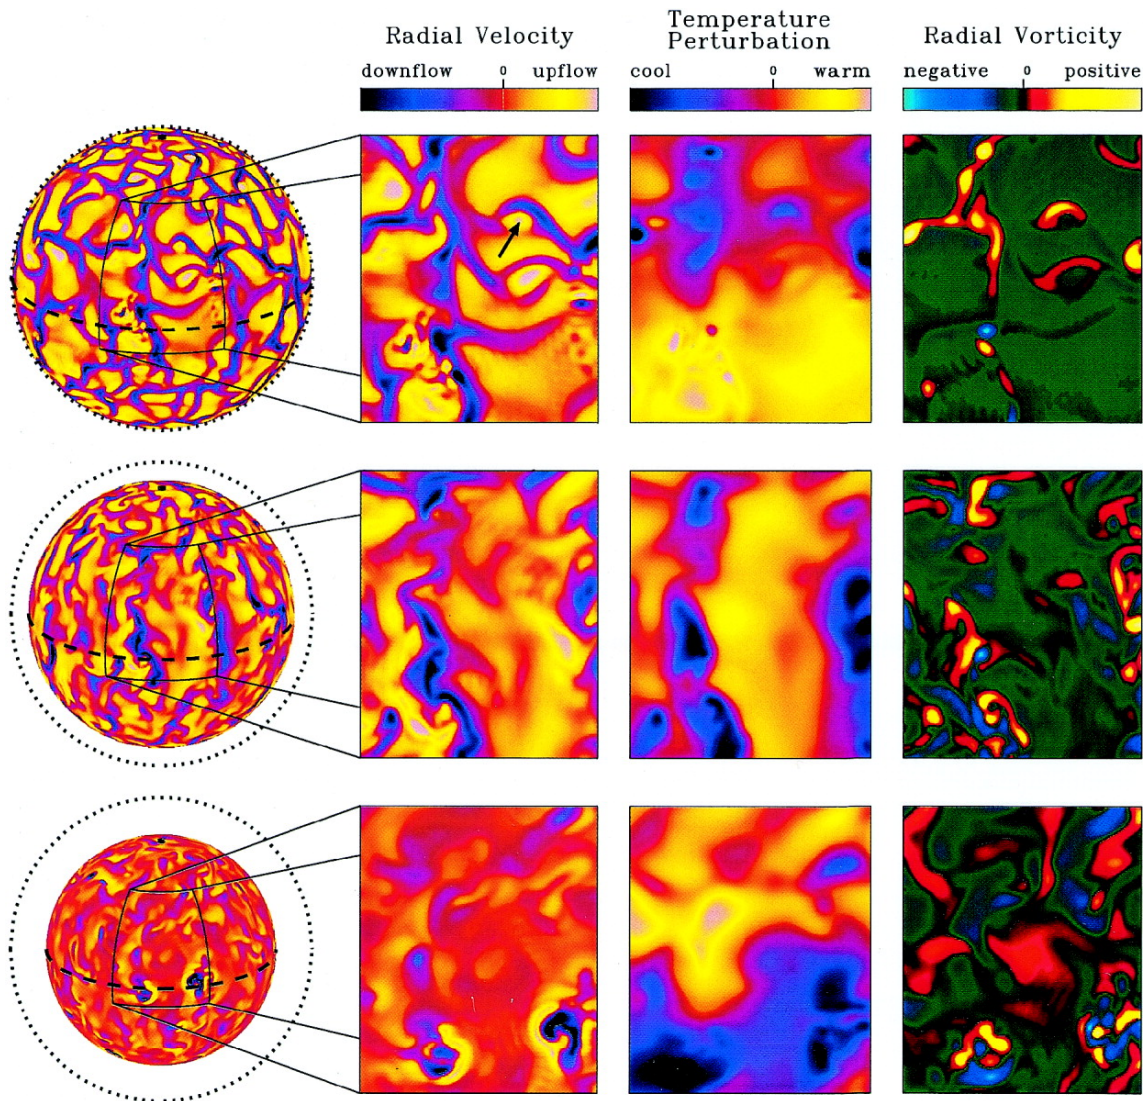 Radial Velocity
downflow 0 upflow
Temperature
Perturbation
cool 0 warm
Radial Vorticity
negative 0 positive